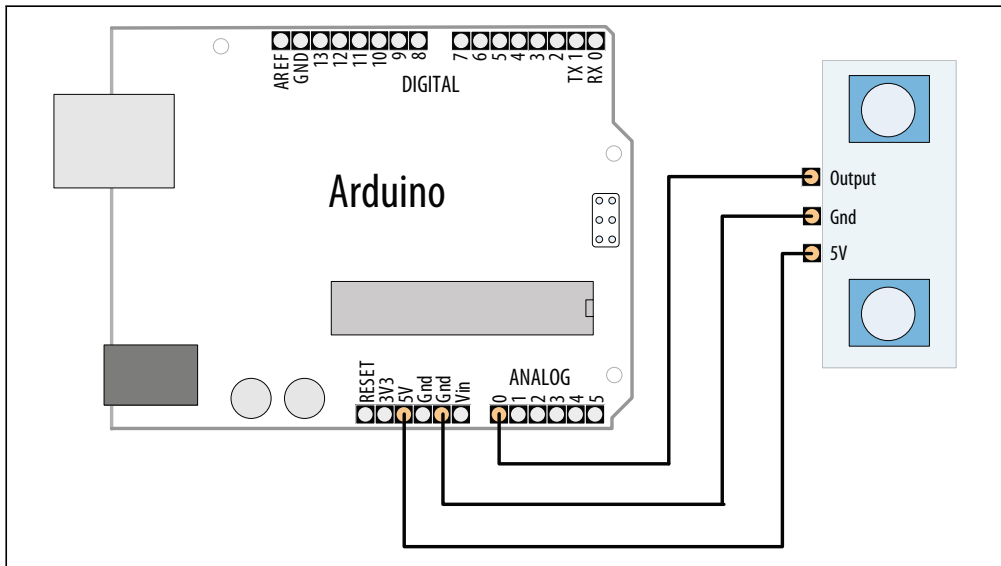 AREF
GND
13
12
11
10
9
8
7
6
5
4
3
2
TX 1
RX 0
DIGITAL
Arduino
Output
Gnd
5V
RESET
3V3
5V
Gnd
Gnd
Vin
ANALOG
0
1
2
3
4
5